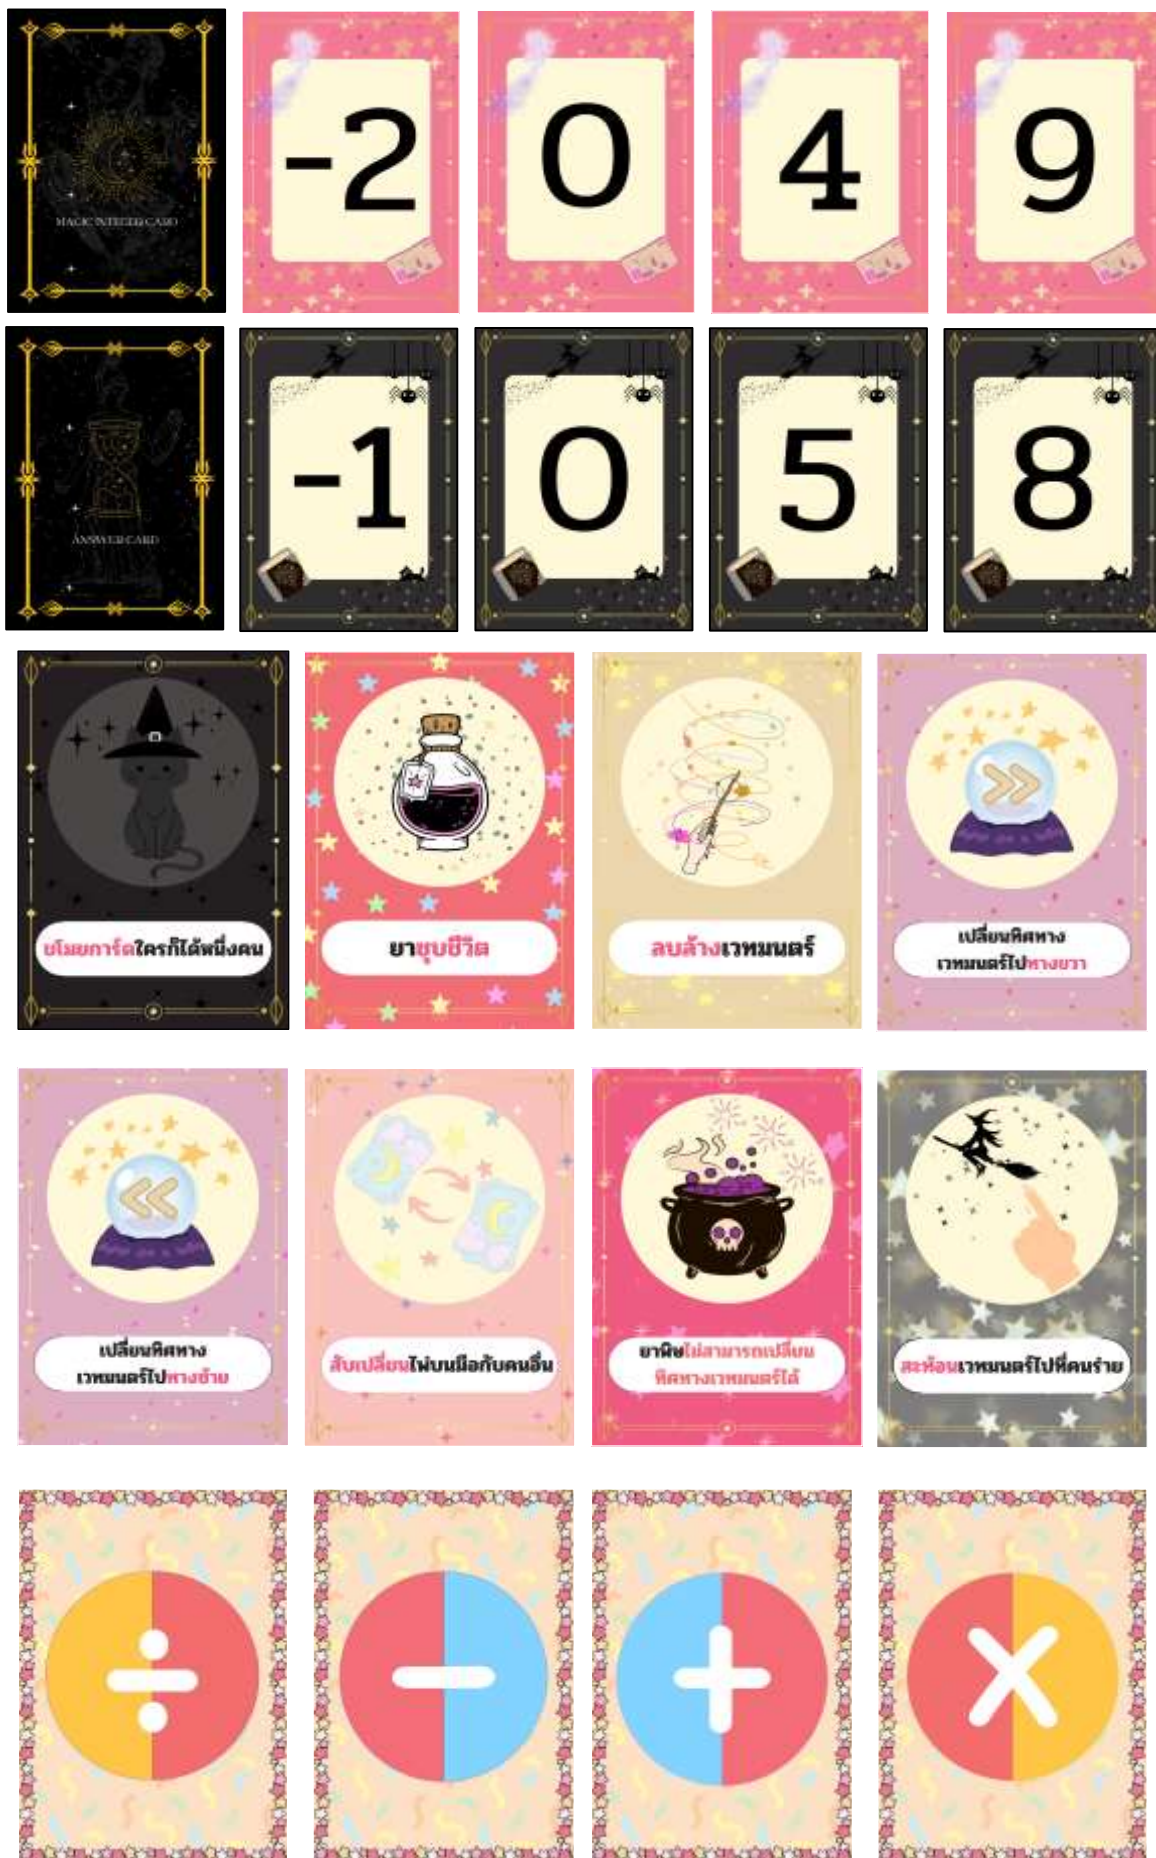 MAGIC INTEGER CARD
-2
0
4
9
ANSWER CARD
-1
0
5
8
ขโมยการ์ดใครก็ได้หนึ่งคน
ยาชุบชีวิต
ลบล้างเวทมนตร์
เปลี่ยนทิศทาง
เวทมนตร์ไปทางขวา
เปลี่ยนทิศทาง
เวทมนตร์ไปทางซ้าย
สับเปลี่ยนไพ่บนมือกับคนอื่น
ยาพิษไม่สามารถเปลี่ยน
ทิศทางเวทมนตร์ได้
สะท้อนเวทมนตร์ไปที่คนร่าย
÷
−
+
×